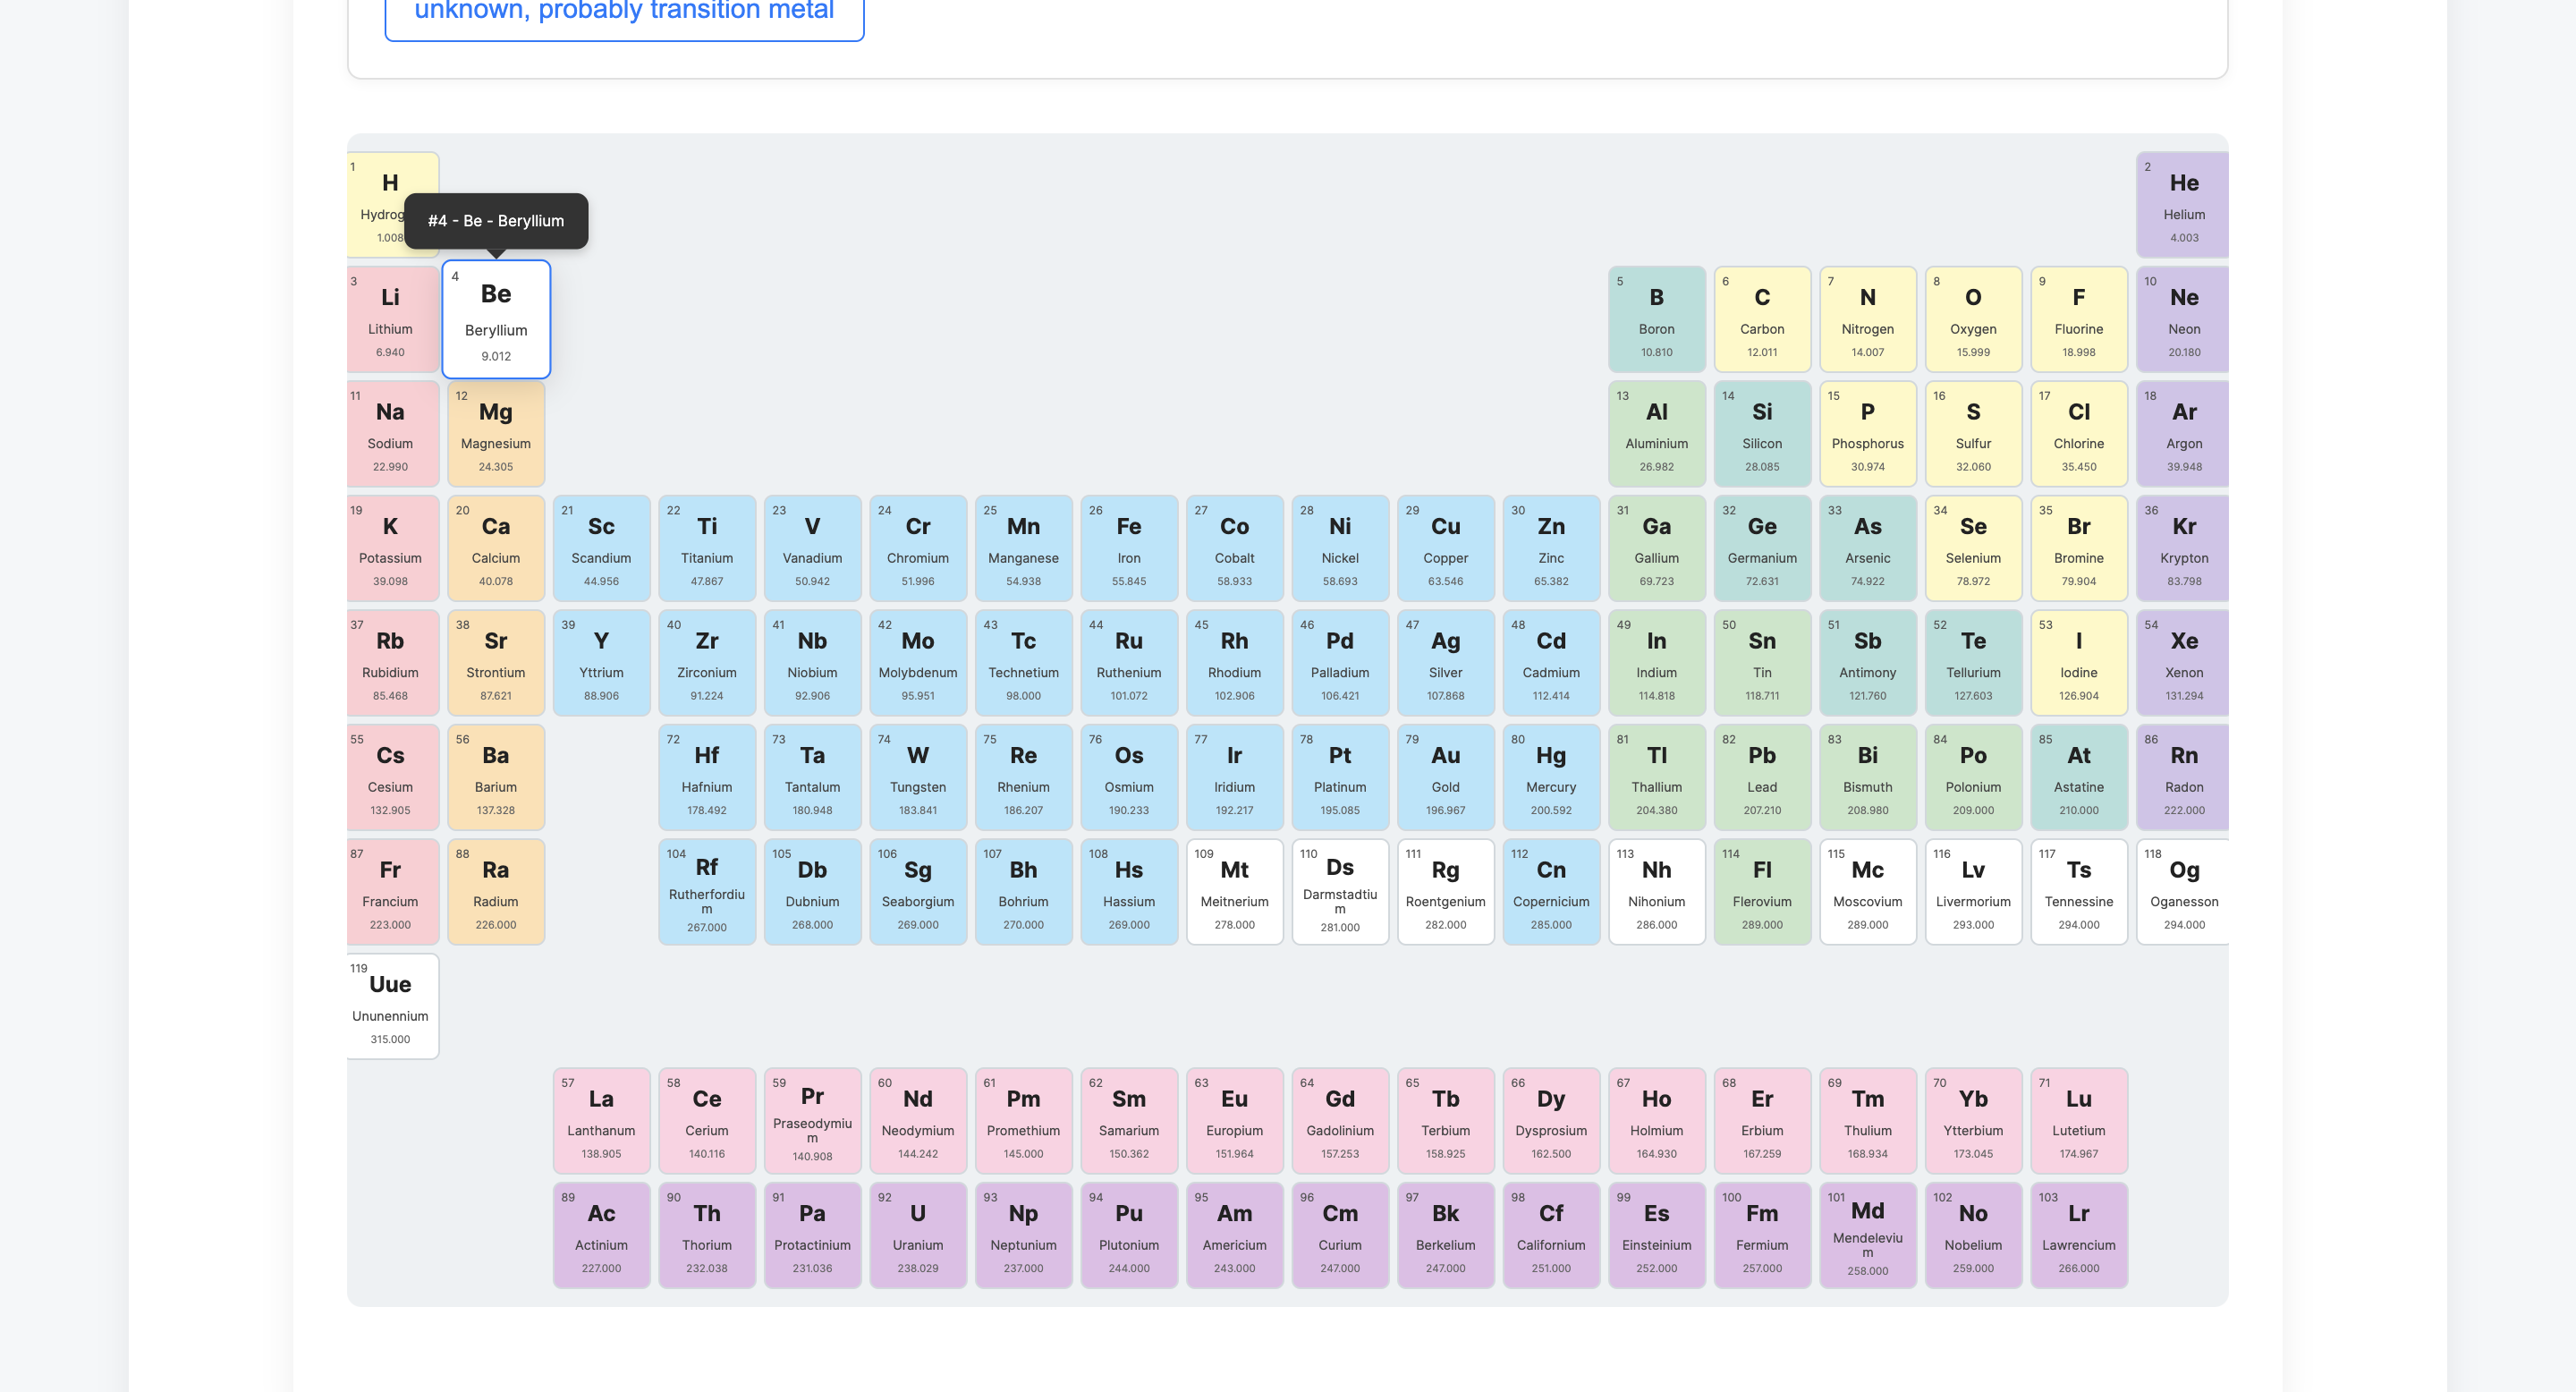 unknown, probably transition metal
1
H
Hydrog
1.008
2
He
Helium
4.003
#4 - Be - Beryllium
3
Li
Lithium
6.940
4
Be
Beryllium
9.012
5
B
Boron
10.810
6
C
Carbon
12.011
7
N
Nitrogen
14.007
8
O
Oxygen
15.999
9
F
Fluorine
18.998
10
Ne
Neon
20.180
11
Na
Sodium
22.990
12
Mg
Magnesium
24.305
13
Al
Aluminium
26.982
14
Si
Silicon
28.085
15
P
Phosphorus
30.974
16
S
Sulfur
32.060
17
Cl
Chlorine
35.450
18
Ar
Argon
39.948
19
K
Potassium
39.098
20
Ca
Calcium
40.078
21
Sc
Scandium
44.956
22
Ti
Titanium
47.867
23
V
Vanadium
50.942
24
Cr
Chromium
51.996
25
Mn
Manganese
54.938
26
Fe
Iron
55.845
27
Co
Cobalt
58.933
28
Ni
Nickel
58.693
29
Cu
Copper
63.546
30
Zn
Zinc
65.382
31
Ga
Gallium
69.723
32
Ge
Germanium
72.631
33
As
Arsenic
74.922
34
Se
Selenium
78.972
35
Br
Bromine
79.904
36
Kr
Krypton
83.798
37
Rb
Rubidium
85.468
38
Sr
Strontium
87.621
39
Y
Yttrium
88.906
40
Zr
Zirconium
91.224
41
Nb
Niobium
92.906
42
Mo
Molybdenum
95.951
43
Tc
Technetium
98.000
44
Ru
Ruthenium
101.072
45
Rh
Rhodium
102.906
46
Pd
Palladium
106.421
47
Ag
Silver
107.868
48
Cd
Cadmium
112.414
49
In
Indium
114.818
50
Sn
Tin
118.711
51
Sb
Antimony
121.760
52
Te
Tellurium
127.603
53
I
Iodine
126.904
54
Xe
Xenon
131.294
55
Cs
Cesium
132.905
56
Ba
Barium
137.328
72
Hf
Hafnium
178.492
73
Ta
Tantalum
180.948
74
W
Tungsten
183.841
75
Re
Rhenium
186.207
76
Os
Osmium
190.233
77
Ir
Iridium
192.217
78
Pt
Platinum
195.085
79
Au
Gold
196.967
80
Hg
Mercury
200.592
81
Tl
Thallium
204.380
82
Pb
Lead
207.210
83
Bi
Bismuth
208.980
84
Po
Polonium
209.000
85
At
Astatine
210.000
86
Rn
Radon
222.000
87
Fr
Francium
223.000
88
Ra
Radium
226.000
104
Rf
Rutherfordiu
m
267.000
105
Db
Dubnium
268.000
106
Sg
Seaborgium
269.000
107
Bh
Bohrium
270.000
108
Hs
Hassium
269.000
109
Mt
Meitnerium
278.000
110
Ds
Darmstadtiu
m
281.000
111
Rg
Roentgenium
282.000
112
Cn
Copernicium
285.000
113
Nh
Nihonium
286.000
114
Fl
Flerovium
289.000
115
Mc
Moscovium
289.000
116
Lv
Livermorium
293.000
117
Ts
Tennessine
294.000
118
Og
Oganesson
294.000
119
Uue
Ununennium
315.000
57
La
Lanthanum
138.905
58
Ce
Cerium
140.116
59
Pr
Praseodymiu
m
140.908
60
Nd
Neodymium
144.242
61
Pm
Promethium
145.000
62
Sm
Samarium
150.362
63
Eu
Europium
151.964
64
Gd
Gadolinium
157.253
65
Tb
Terbium
158.925
66
Dy
Dysprosium
162.500
67
Ho
Holmium
164.930
68
Er
Erbium
167.259
69
Tm
Thulium
168.934
70
Yb
Ytterbium
173.045
71
Lu
Lutetium
174.967
89
Ac
Actinium
227.000
90
Th
Thorium
232.038
91
Pa
Protactinium
231.036
92
U
Uranium
238.029
93
Np
Neptunium
237.000
94
Pu
Plutonium
244.000
95
Am
Americium
243.000
96
Cm
Curium
247.000
97
Bk
Berkelium
247.000
98
Cf
Californium
251.000
99
Es
Einsteinium
252.000
100
Fm
Fermium
257.000
101
Md
Mendeleviu
m
258.000
102
No
Nobelium
259.000
103
Lr
Lawrencium
266.000